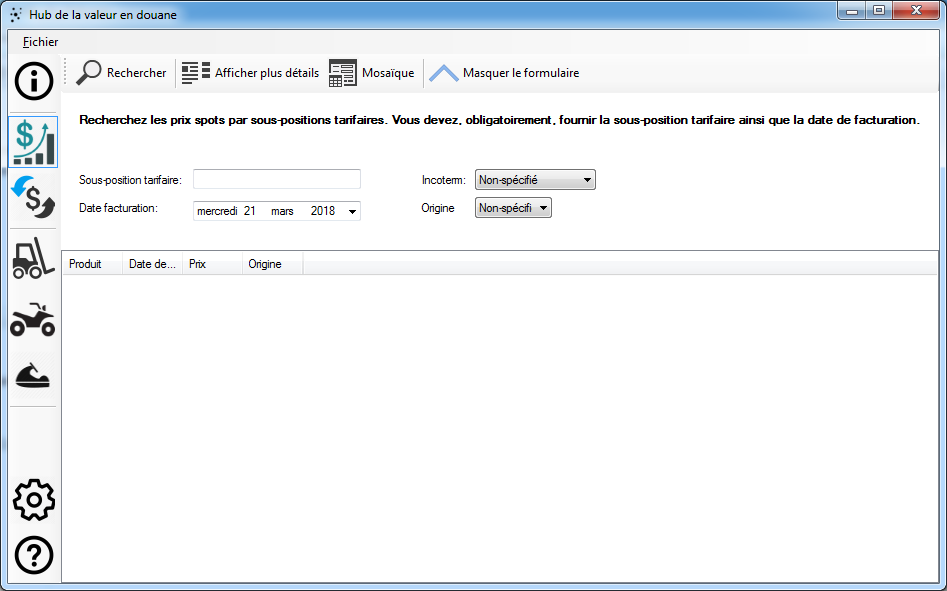 Hub de la valeur en douane
Fichier
Rechercher Afficher plus détails Mosaïque Masquer le formulaire
Recherchez les prix spots par sous-positions tarifaires. Vous devez, obligatoirement, fournir la sous-position tarifaire ainsi que la date de facturation.
Sous-position tarifaire: Incoterm: Non-spécifié
Date facturation: mercredi 21 mars 2018 Origine Non-spécifi
Produit Date de... Prix Origine